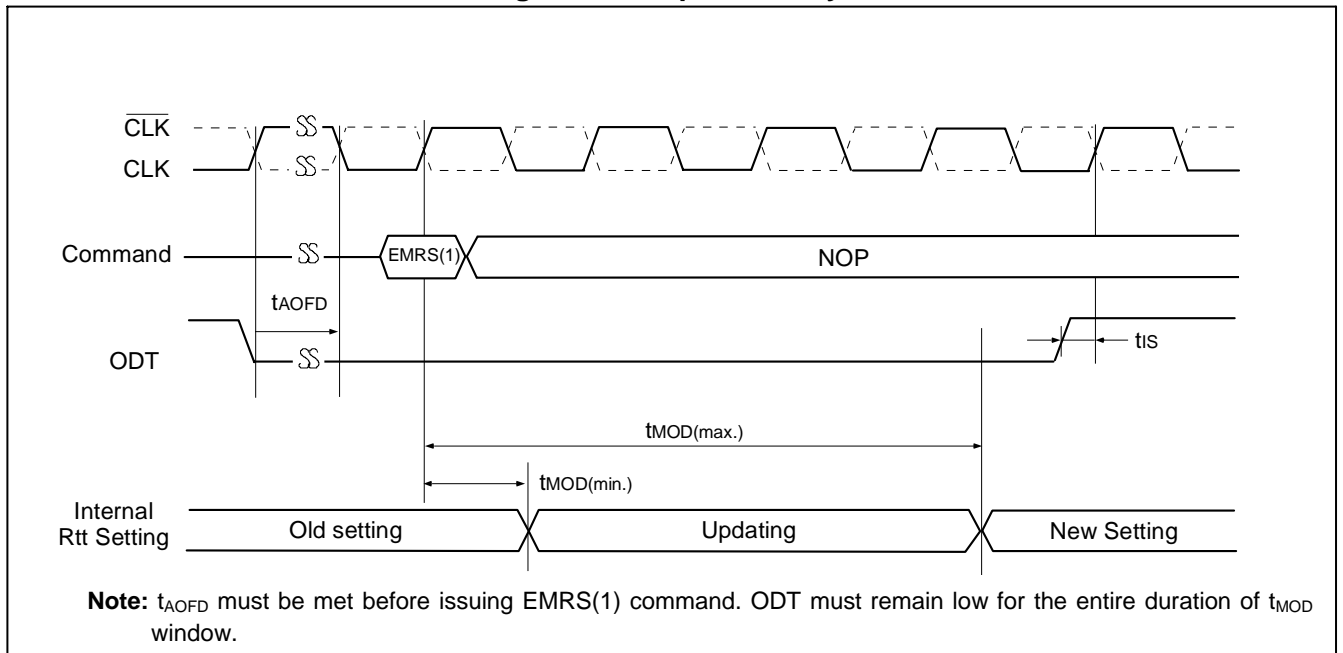 CLK
CLK
Command
EMRS(1)
NOP
tAOFD
ODT
tIS
tMOD(max.)
tMOD(min.)
Internal
Rtt Setting
Old setting
Updating
New Setting
Note: tAOFD must be met before issuing EMRS(1) command. ODT must remain low for the entire duration of tMOD
window.